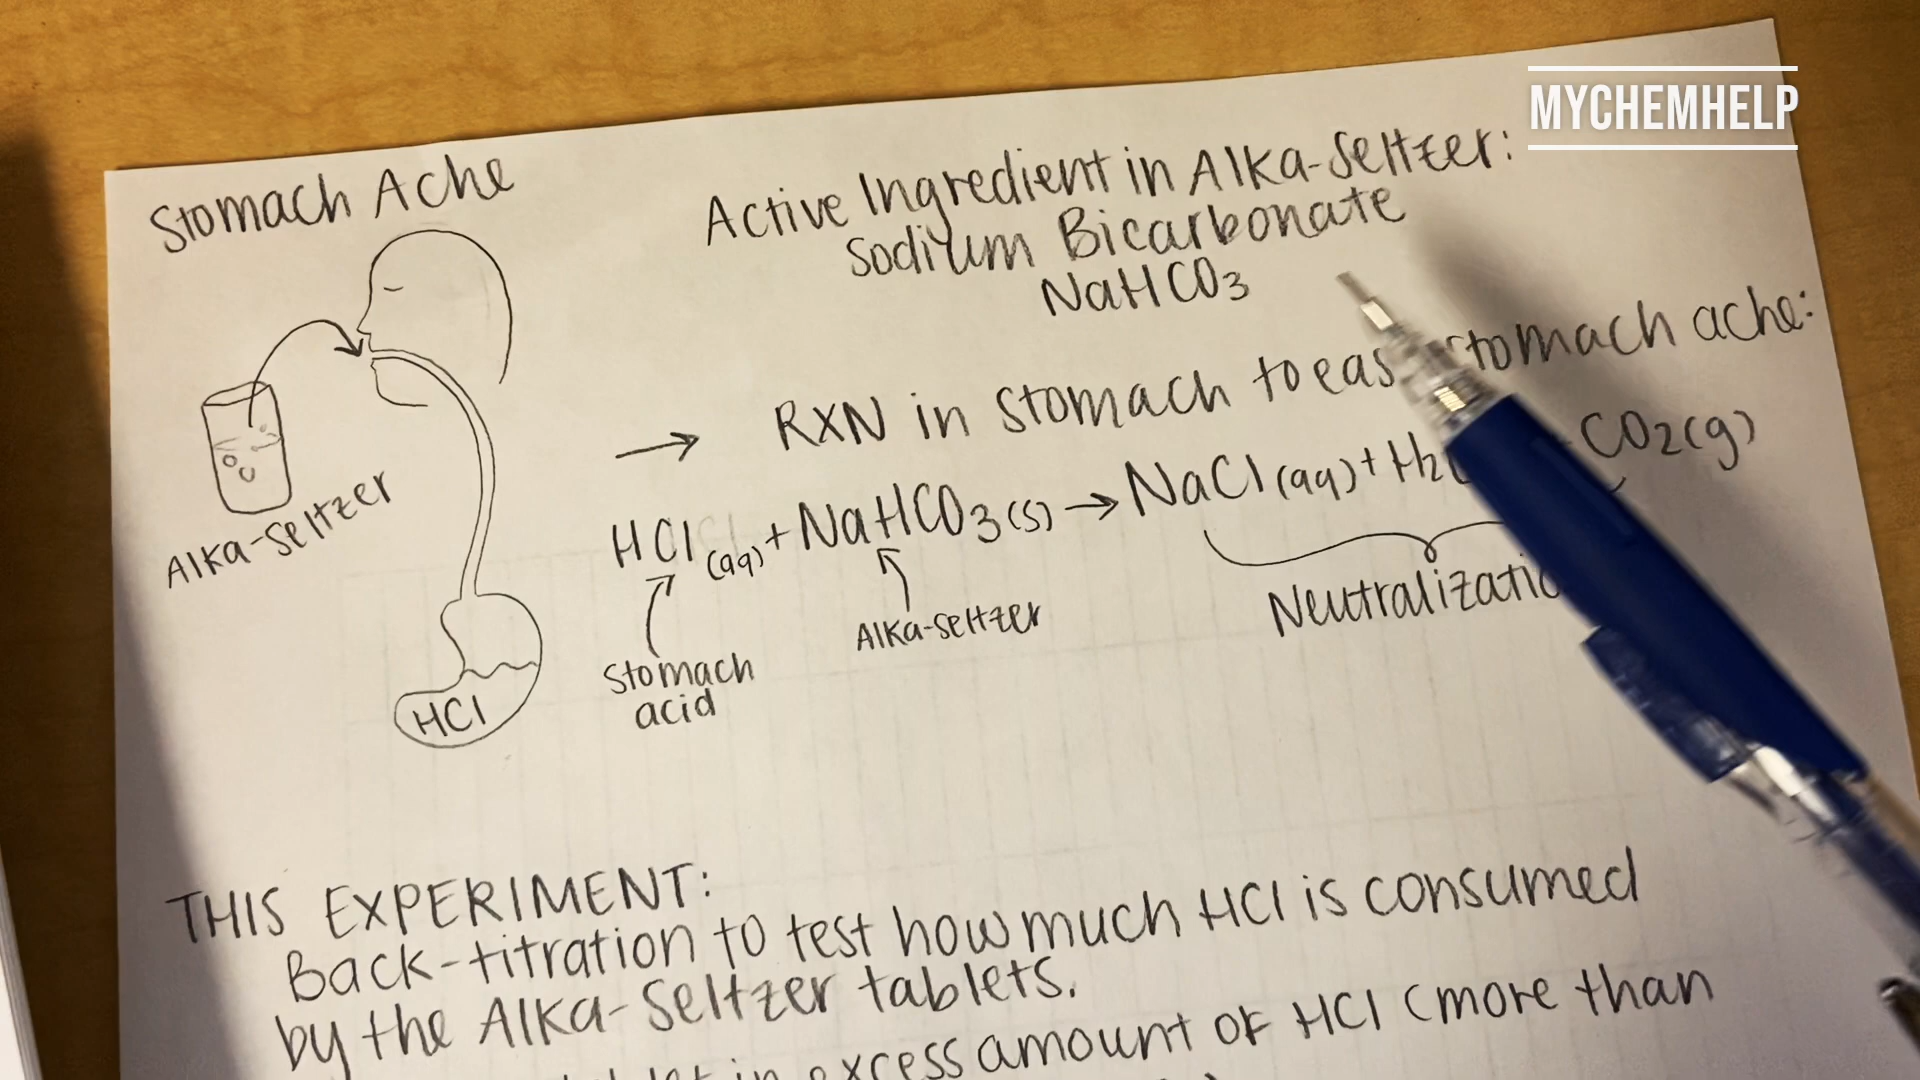 MYCHEMHELP
Stomach Ache
Active Ingredient in Alka-Seltzer:
Sodium Bicarbonate
NaHCO3
Alka-Seltzer
HCl
→ RXN in stomach to stomach ache:
HCl(aq) + NaHCO3(s) → NaCl(aq) + CO2(g)
Stomach
acid
Alka-Seltzer
THIS EXPERIMENT:
Back-titration to test how much HCl is consumed
by the Alka-Seltzer tablets.
in excess amount of HCl (more than